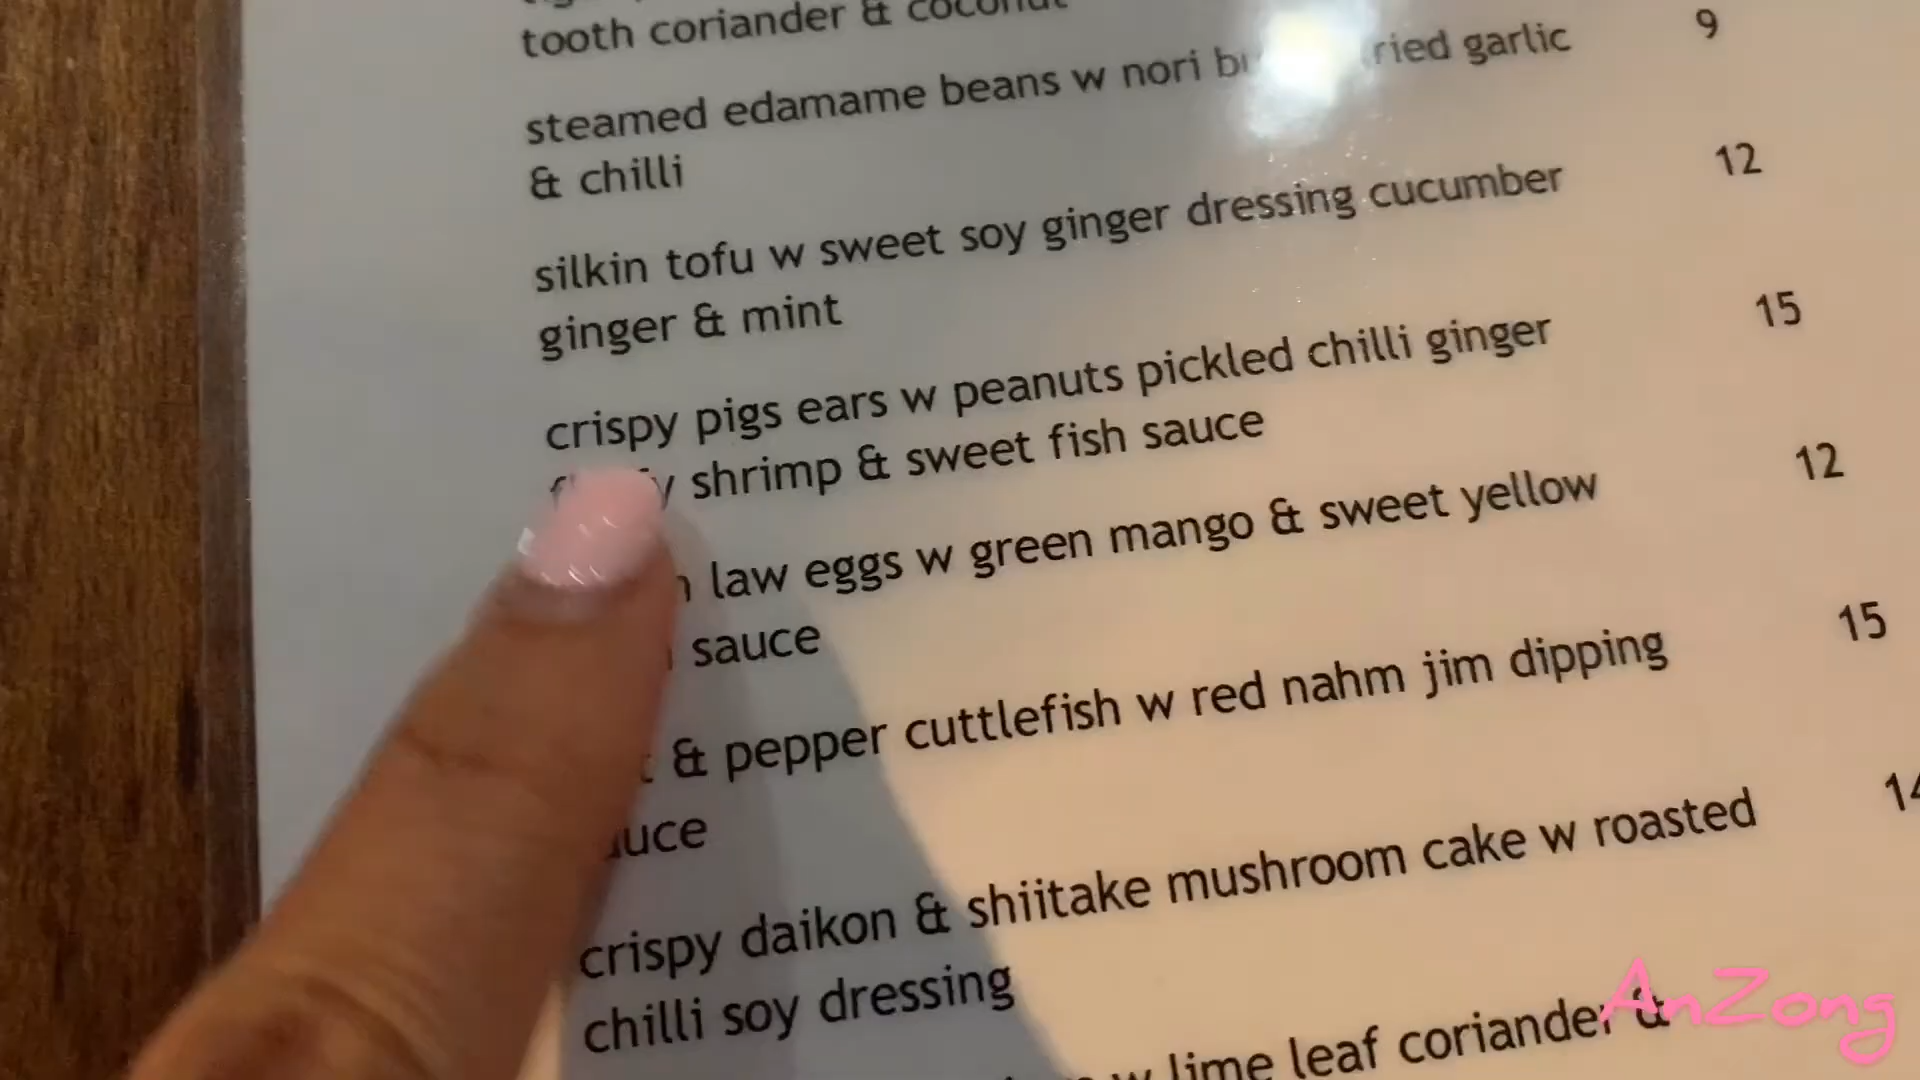 tooth coriander & coconut
steamed edamame beans w nori garlic 9
& chilli
silkin tofu w sweet soy ginger dressing cucumber 12
ginger & mint
crispy pigs ears w peanuts pickled chilli ginger 15
shrimp & sweet fish sauce
law eggs w green mango & sweet yellow 12
sauce
& pepper cuttlefish w red nahm jim dipping 15
crispy daikon & shiitake mushroom cake w roasted
chilli soy dressing
w lime leaf coriander &
AnZong